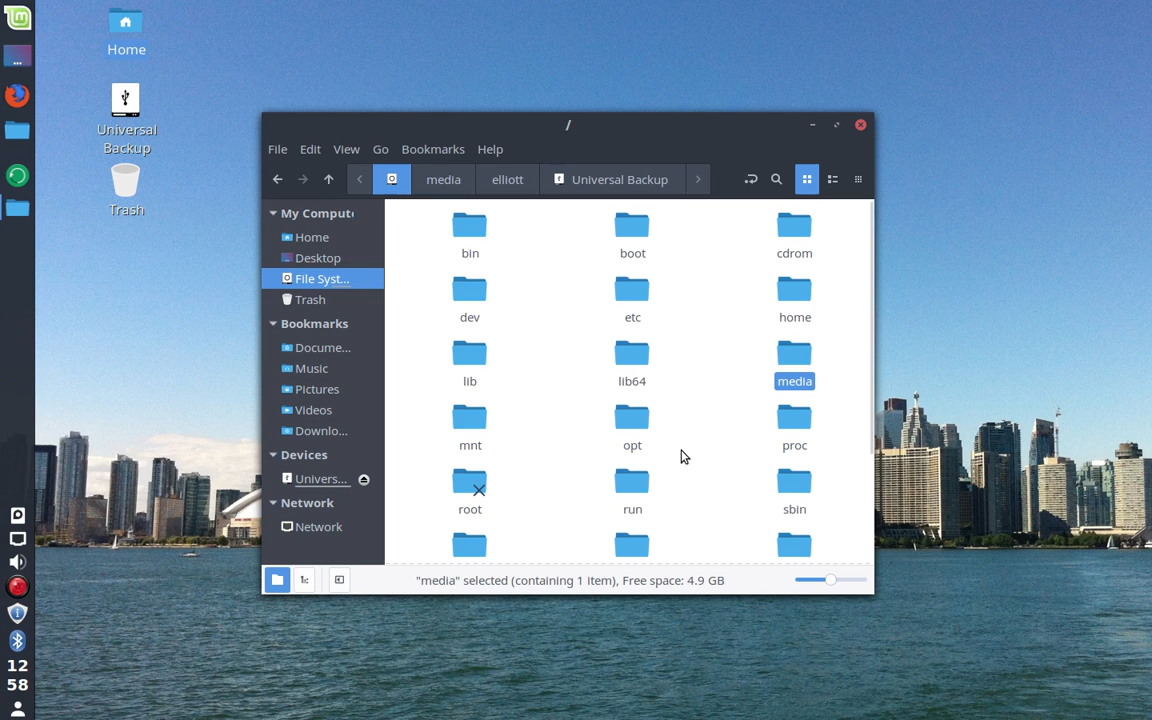 Home
Universal
Backup
Trash
/
File Edit View Go Bookmarks Help
media elliott Universal Backup
My Compute
Home
Desktop
File Syst...
Trash
Bookmarks
Docume...
Music
Pictures
Videos
Downlo...
Devices
Univers...
Network
Network
bin boot cdrom
dev etc home
lib lib64 media
mnt opt proc
root run sbin
"media" selected (containing 1 item), Free space: 4.9 GB
12
58